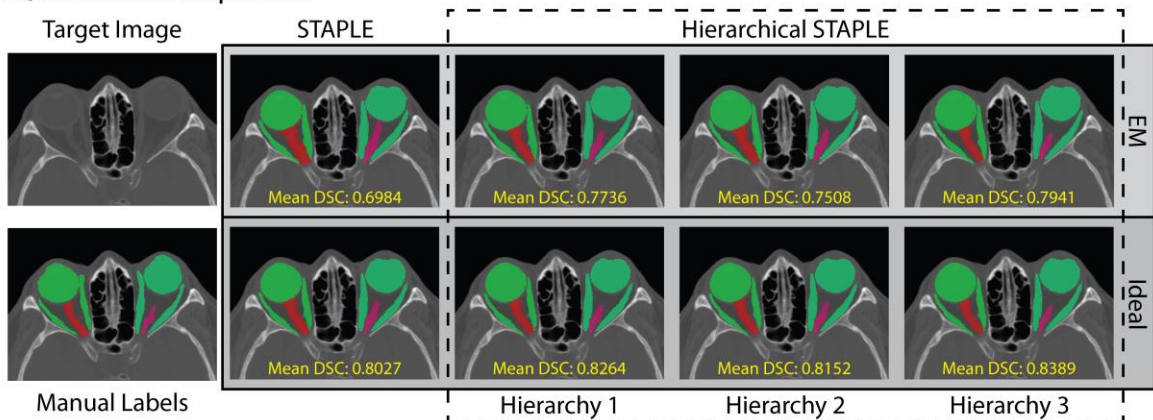 Target Image
STAPLE
Hierarchical STAPLE
Mean DSC: 0.6984
Mean DSC: 0.7736
Mean DSC: 0.7508
Mean DSC: 0.7941
EM
Mean DSC: 0.8027
Mean DSC: 0.8264
Mean DSC: 0.8152
Mean DSC: 0.8389
Ideal
Manual Labels
Hierarchy 1
Hierarchy 2
Hierarchy 3